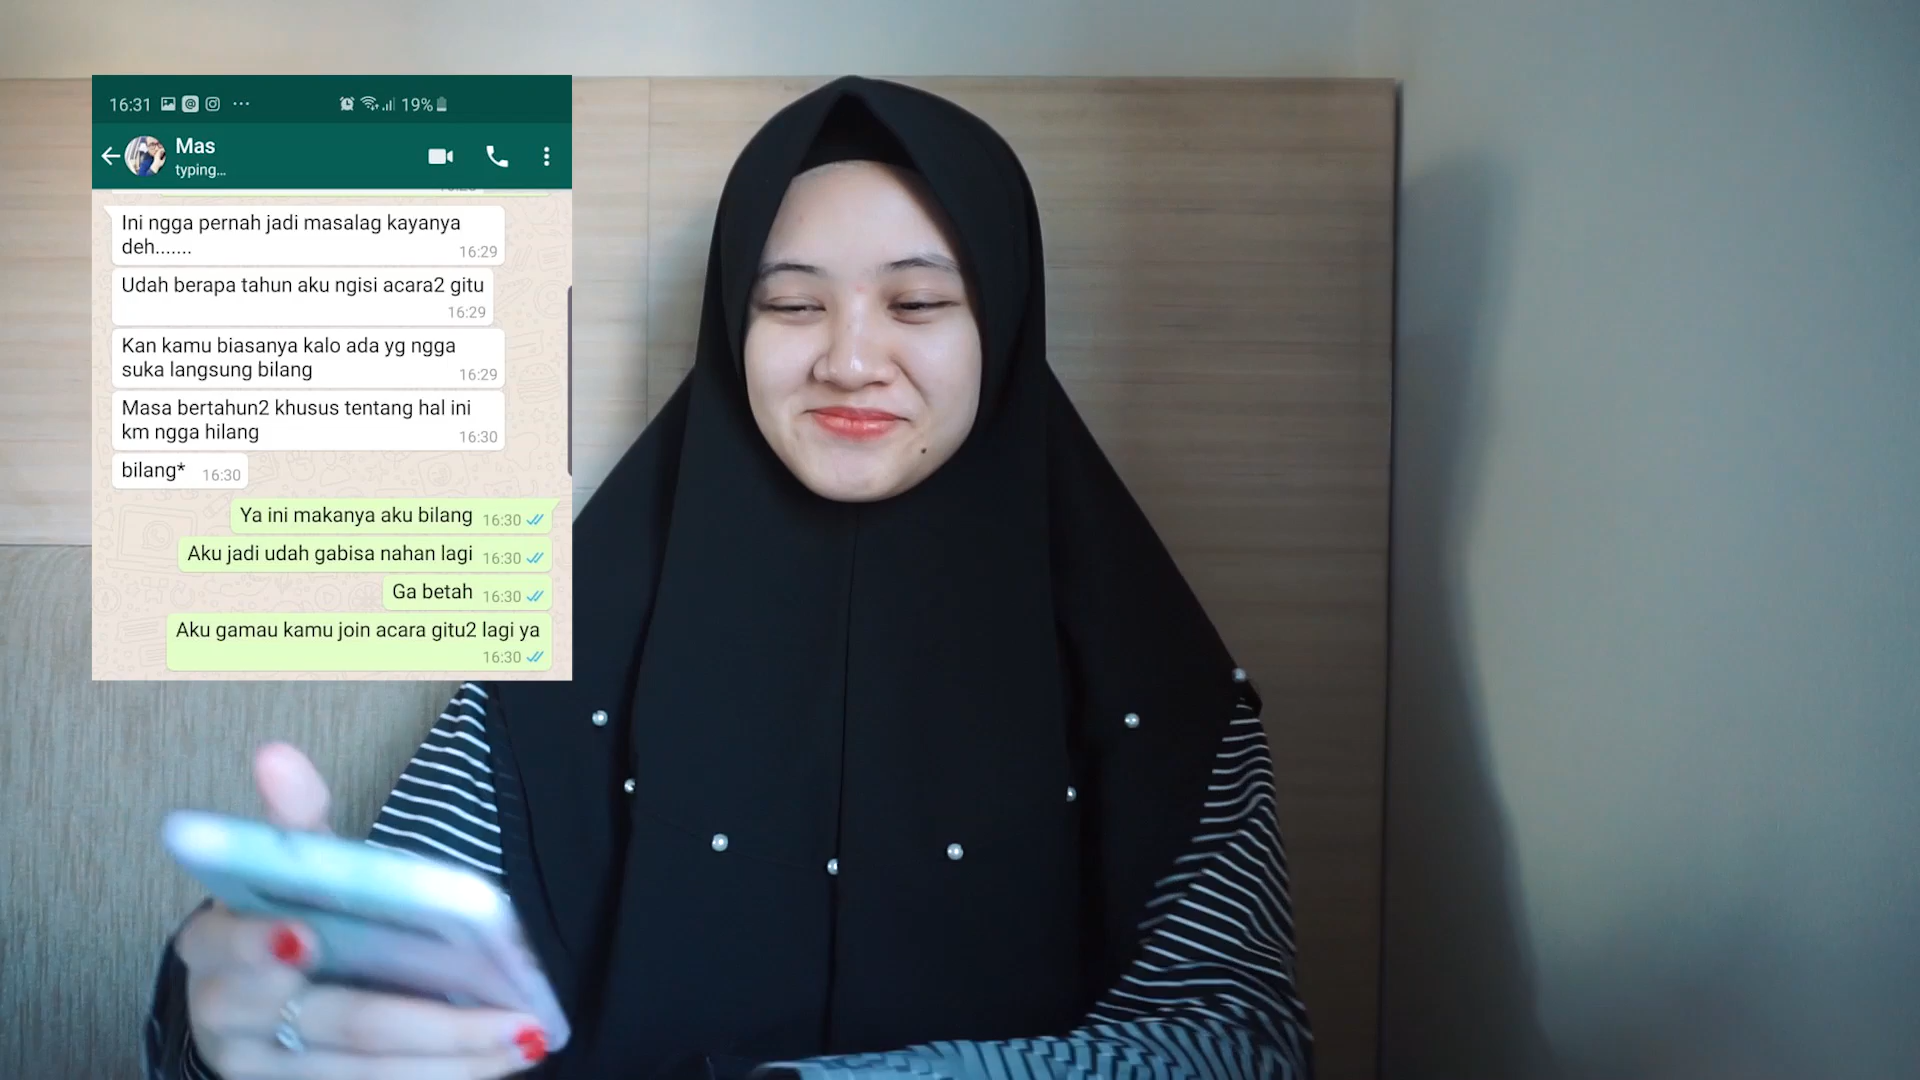 16:31
19%
Mas
typing...
Ini ngga pernah jadi masalag kayanya
deh.......
16:29
Udah berapa tahun aku ngisi acara2 gitu
16:29
Kan kamu biasanya kalo ada yg ngga
suka langsung bilang
16:29
Masa bertahun2 khusus tentang hal ini
km ngga hilang
16:30
bilang* 16:30
Ya ini makanya aku bilang 16:30
Aku jadi udah gabisa nahan lagi 16:30
Ga betah 16:30
Aku gamau kamu join acara gitu2 lagi ya
16:30